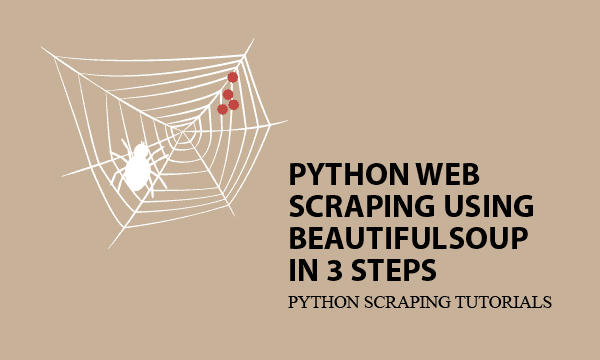 PYTHON WEB
SCRAPING USING
BEAUTIFULSOUP
IN 3 STEPS
PYTHON SCRAPING TUTORIALS